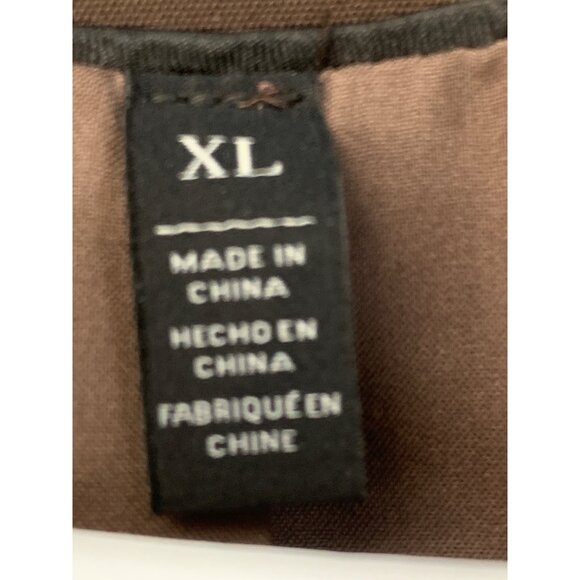 XL
MADE IN
CHINA
HECHO EN
CHINA
FABRIQUÉ EN
CHINE